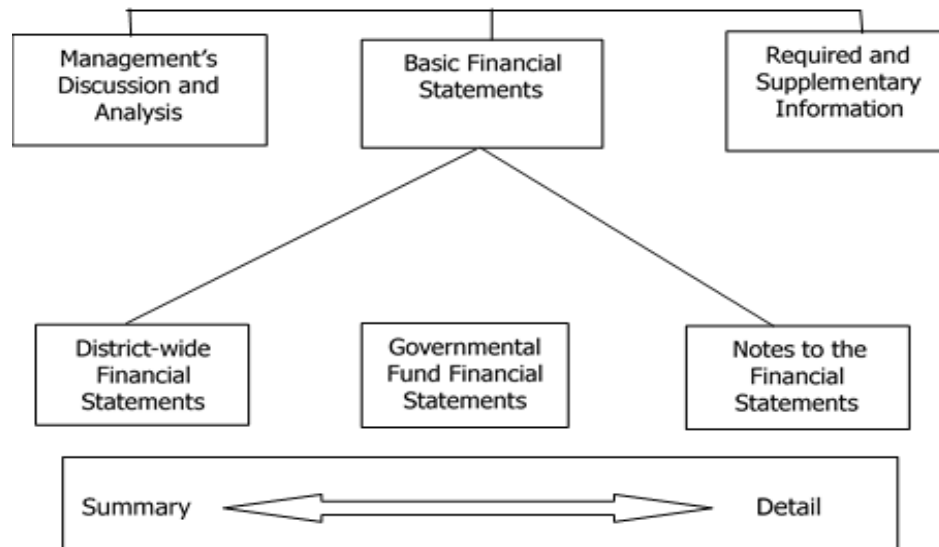 Management's
Discussion and
Analysis
Basic Financial
Statements
Required and
Supplementary
Information
District-wide
Financial
Statements
Governmental
Fund Financial
Statements
Notes to the
Financial
Statements
Summary
Detail